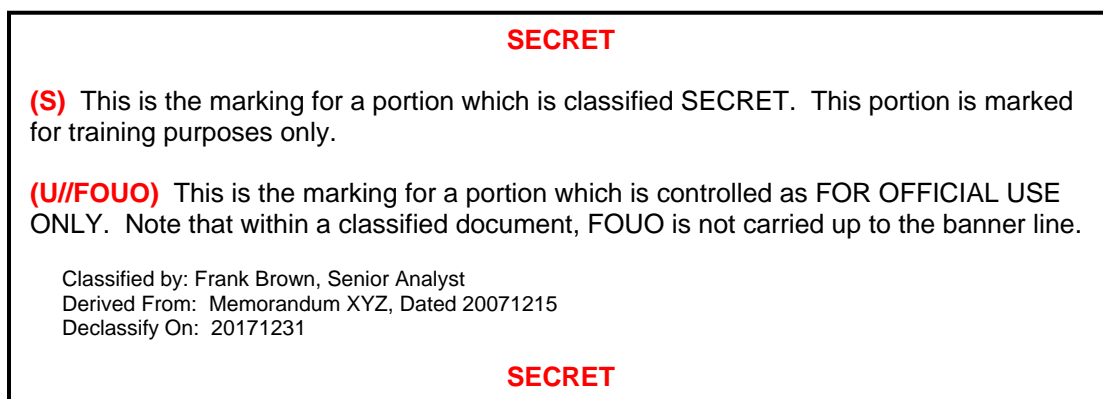 SECRET
(S) This is the marking for a portion which is classified SECRET. This portion is marked
for training purposes only.
(U//FOUO) This is the marking for a portion which is controlled as FOR OFFICIAL USE
ONLY. Note that within a classified document, FOUO is not carried up to the banner line.
Classified by: Frank Brown, Senior Analyst
Derived From: Memorandum XYZ, Dated 20071215
Declassify On: 20171231
SECRET